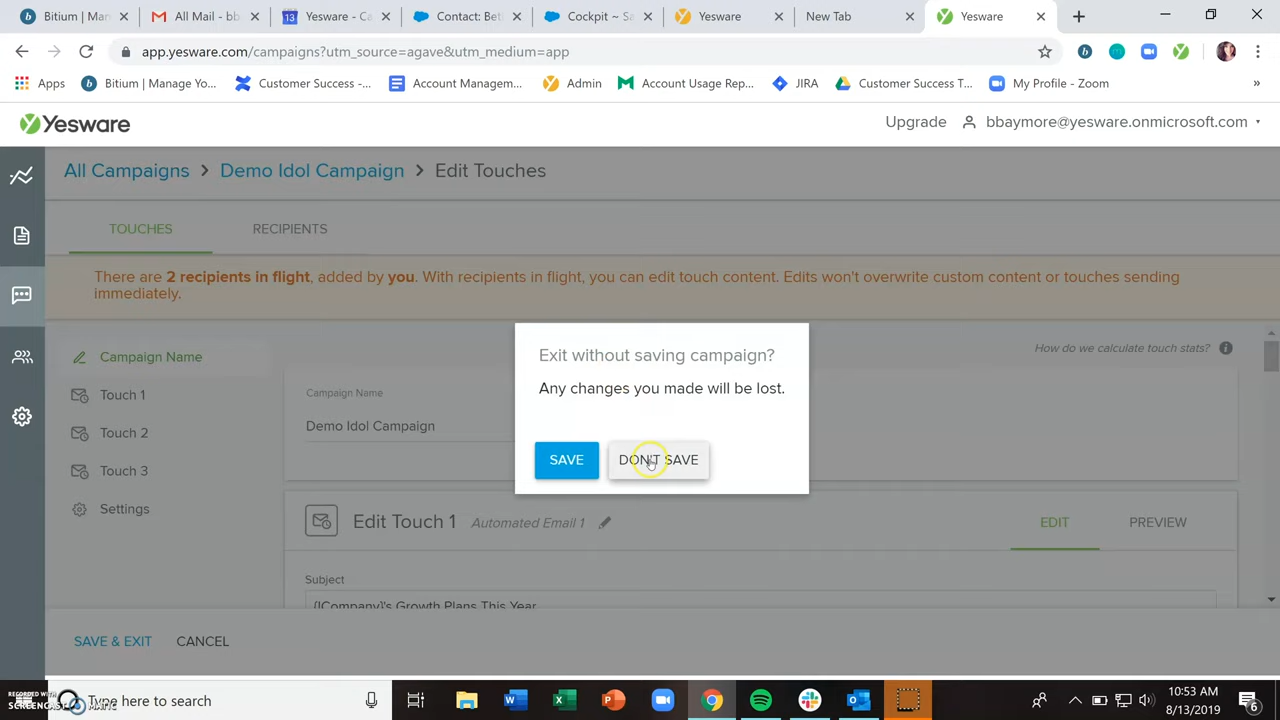 Bitium | Man
All Mail - bb
13
Yesware - Ca
Contact: Bet
Cockpit ~ Sa
Yesware
New Tab
Yesware
app.yesware.com/campaigns?utm_source=agave&utm_medium=app
Apps
Bitium | Manage Yo...
Customer Success -...
Account Managem...
Admin
Account Usage Rep...
JIRA
Customer Success T...
My Profile - Zoom
»
Yesware
Upgrade
bbaymore@yesware.onmicrosoft.com
All Campaigns > Demo Idol Campaign > Edit Touches
TOUCHES
RECIPIENTS
There are 2 recipients in flight, added by you. With recipients in flight, you can edit touch content. Edits won't overwrite custom content or touches sending
immediately.
How do we calculate touch stats?
Campaign Name
Touch 1
Touch 2
Touch 3
Settings
Campaign Name
Demo Idol Campaign
Exit without saving campaign?
Any changes you made will be lost.
SAVE
DON'T SAVE
Edit Touch 1
Automated Email 1
EDIT
PREVIEW
Subject
{!Company}'s Growth Plans This Year
SAVE & EXIT
CANCEL
RECORDED WITH
Type here to search
10:53 AM
8/13/2019
6